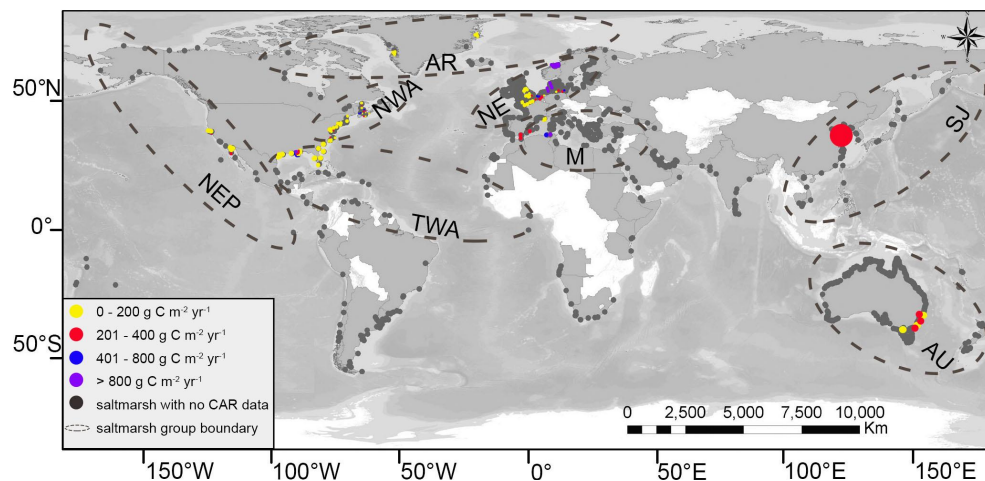 N
W
E
S
AR
NWA
NE
M
NEP
TWA
SJ
AU
50°N
0°
50°S
0 - 200 g C m⁻² yr⁻¹
201 - 400 g C m⁻² yr⁻¹
401 - 800 g C m⁻² yr⁻¹
> 800 g C m⁻² yr⁻¹
saltmarsh with no CAR data
saltmarsh group boundary
0 2,500 5,000 7,500 10,000
Km
150°W 100°W 50°W 0° 50°E 100°E 150°E